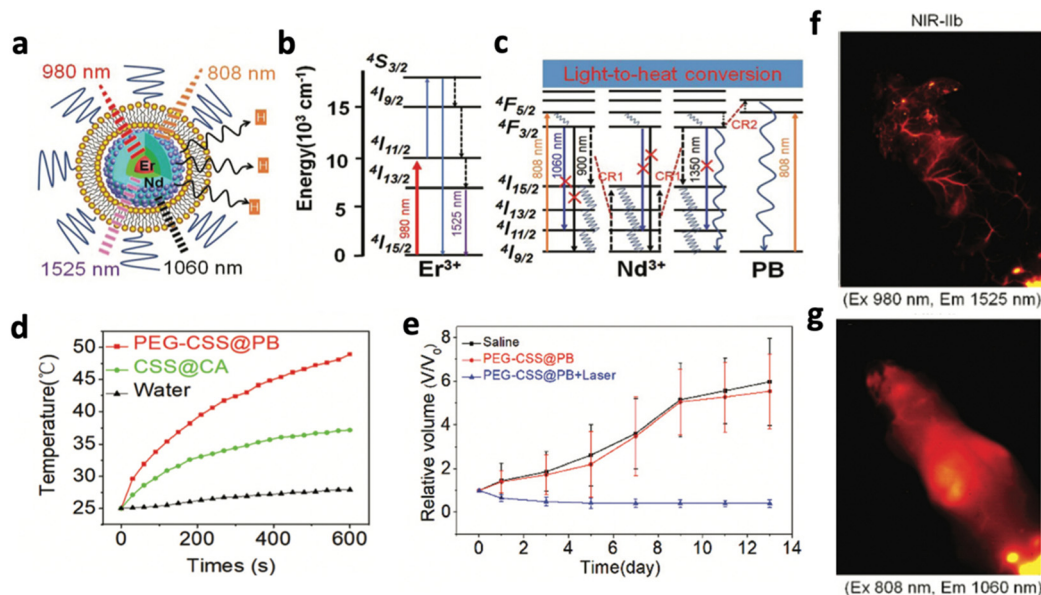 a
980 nm
808 nm
H
H
H
Er
Nd
1525 nm
1060 nm
b
Energy(10³ cm⁻¹)
15
10
5
0
⁴S₃/₂
⁴I₉/₂
⁴I₁₁/₂
⁴I₁₃/₂
⁴I₁₅/₂
980 nm
1525 nm
Er³⁺
c
Light-to-heat conversion
⁴F₅/₂
⁴F₃/₂
⁴I₁₅/₂
⁴I₁₃/₂
⁴I₁₁/₂
⁴I₉/₂
808 nm
1060 nm
900 nm
CR1
CR1
1350 nm
CR2
808 nm
Nd³⁺
PB
d
Temperature(℃)
50
45
40
35
30
25
PEG-CSS@PB
CSS@CA
Water
0
200
400
600
Times (s)
e
Relative volume (V/V₀)
8
6
4
2
0
Saline
PEG-CSS@PB
PEG-CSS@PB+Laser
0
2
4
6
8
10
12
14
Time(day)
f
NIR-IIb
(Ex 980 nm, Em 1525 nm)
g
(Ex 808 nm, Em 1060 nm)